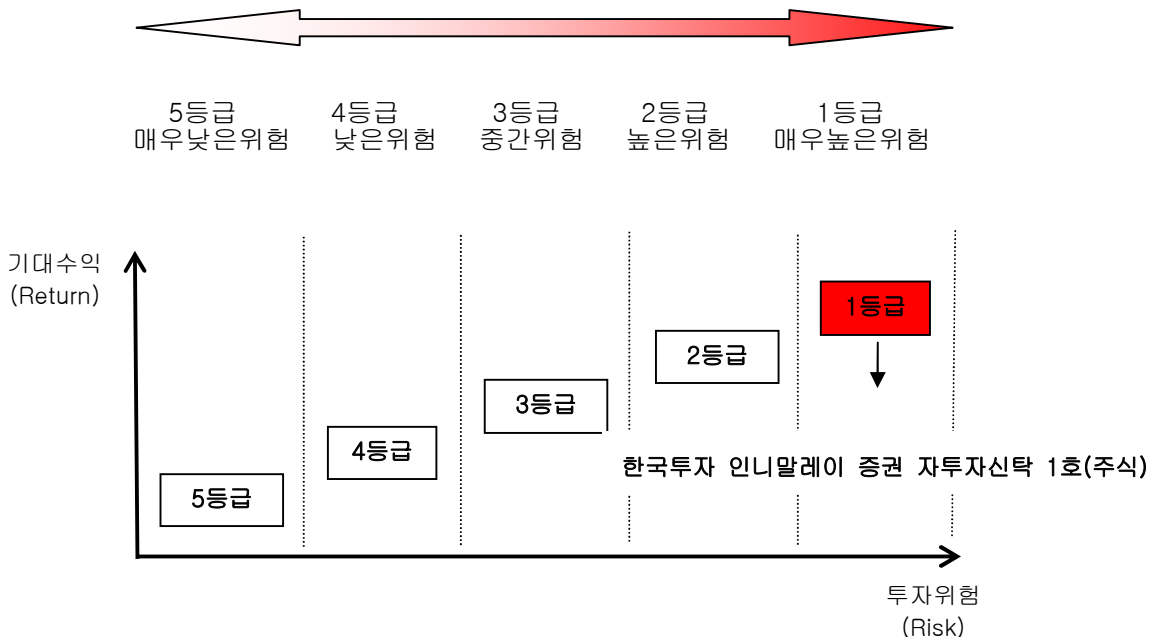 5등급 4등급 3등급 2등급 1등급
매우낮은위험 낮은위험 중간위험 높은위험 매우높은위험
기대수익
(Return)
1등급
2등급
3등급
4등급
한국투자 인니말레이 증권 자투자신탁 1호(주식)
5등급
투자위험
(Risk)